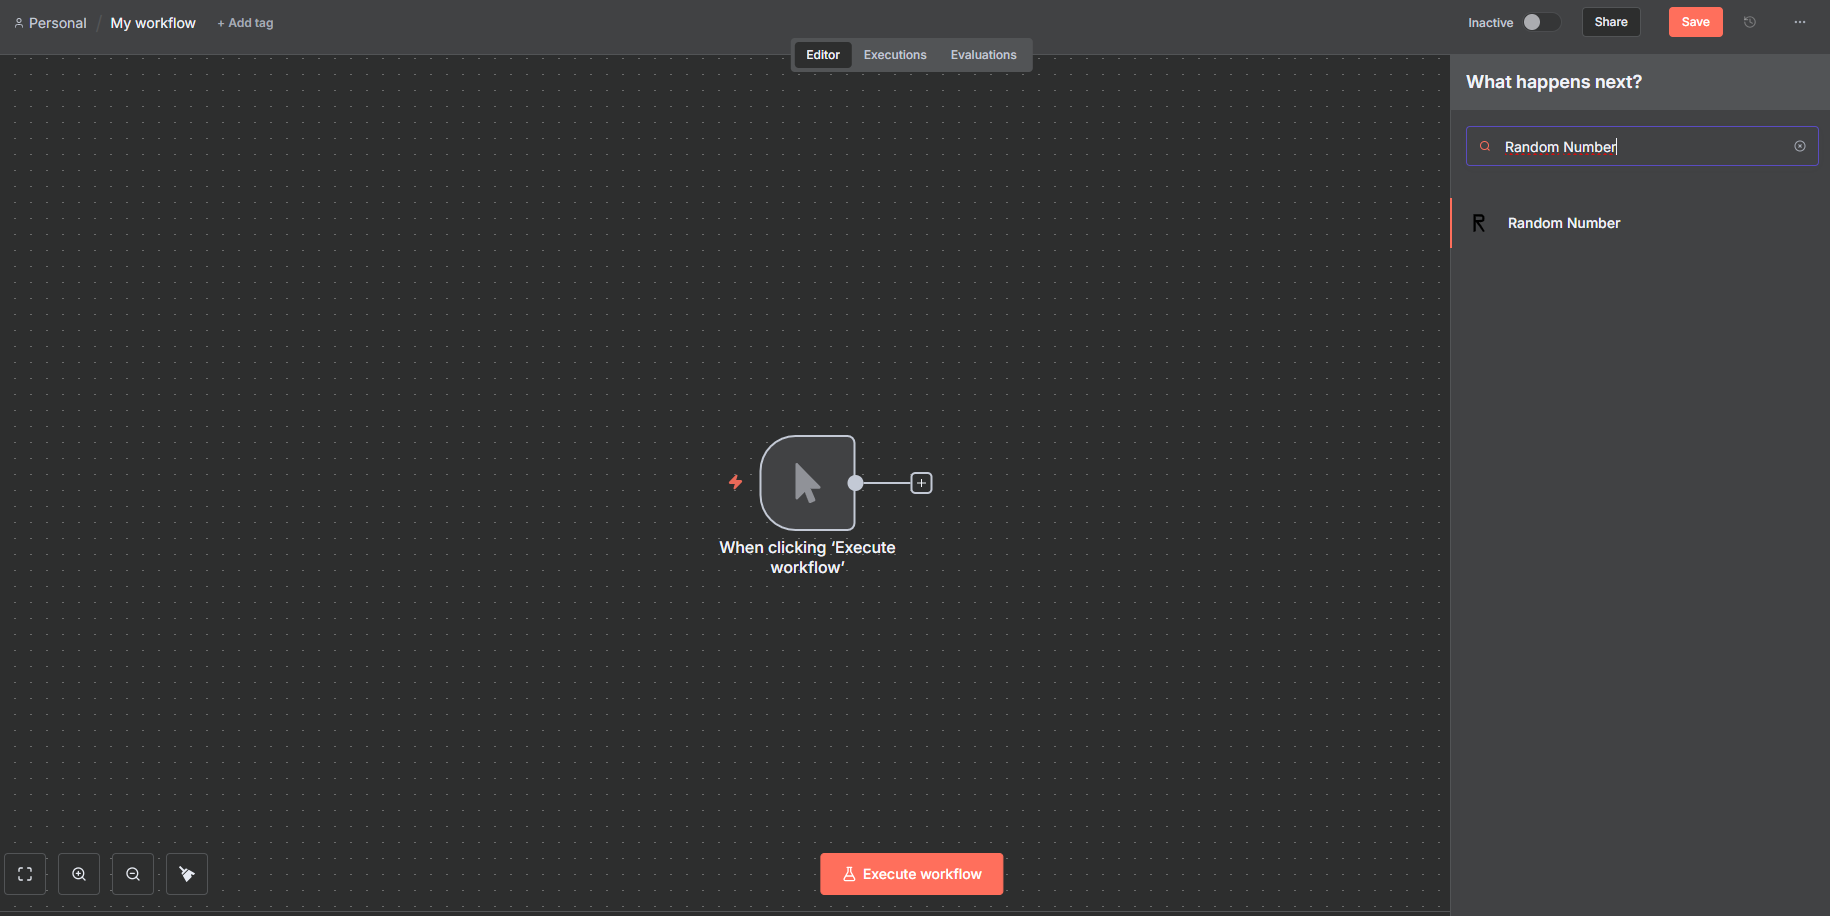 Personal / My workflow + Add tag
Inactive Share Save
Editor Executions Evaluations
What happens next?
Random Number
R Random Number
When clicking ‘Execute
workflow’
Execute workflow